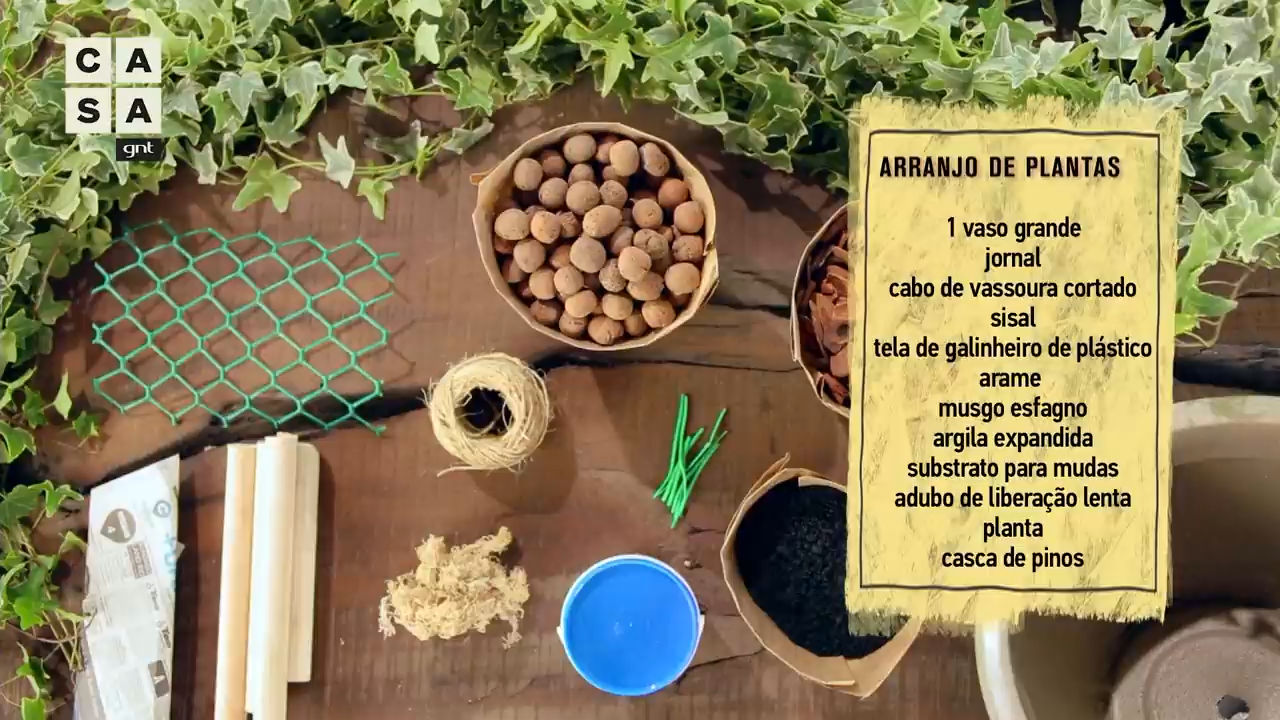 CA
SA
gnt
ARRANJO DE PLANTAS
1 vaso grande
jornal
cabo de vassoura cortado
sisal
tela de galinheiro de plástico
arame
musgo esfagno
argila expandida
substrato para mudas
adubo de liberação lenta
planta
casca de pinos